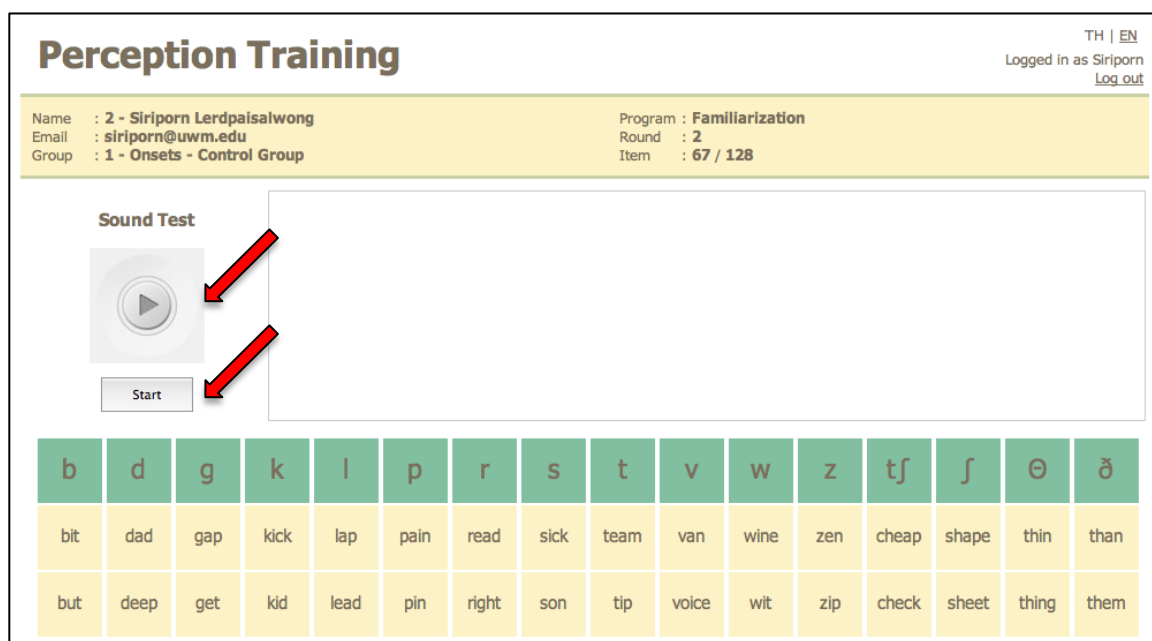 Perception Training
TH | EN
Logged in as Siriporn
Log out
Name : 2 - Siriporn Lerdpaisalwong
Email : siriporn@uwm.edu
Group : 1 - Onsets - Control Group
Program : Familiarization
Round : 2
Item : 67 / 128
Sound Test
Start
b d g k l p r s t v w z tʃ ʃ Θ ð
bit dad gap kick lap pain read sick team van wine zen cheap shape thin than
but deep get kid lead pin right son tip voice wit zip check sheet thing them